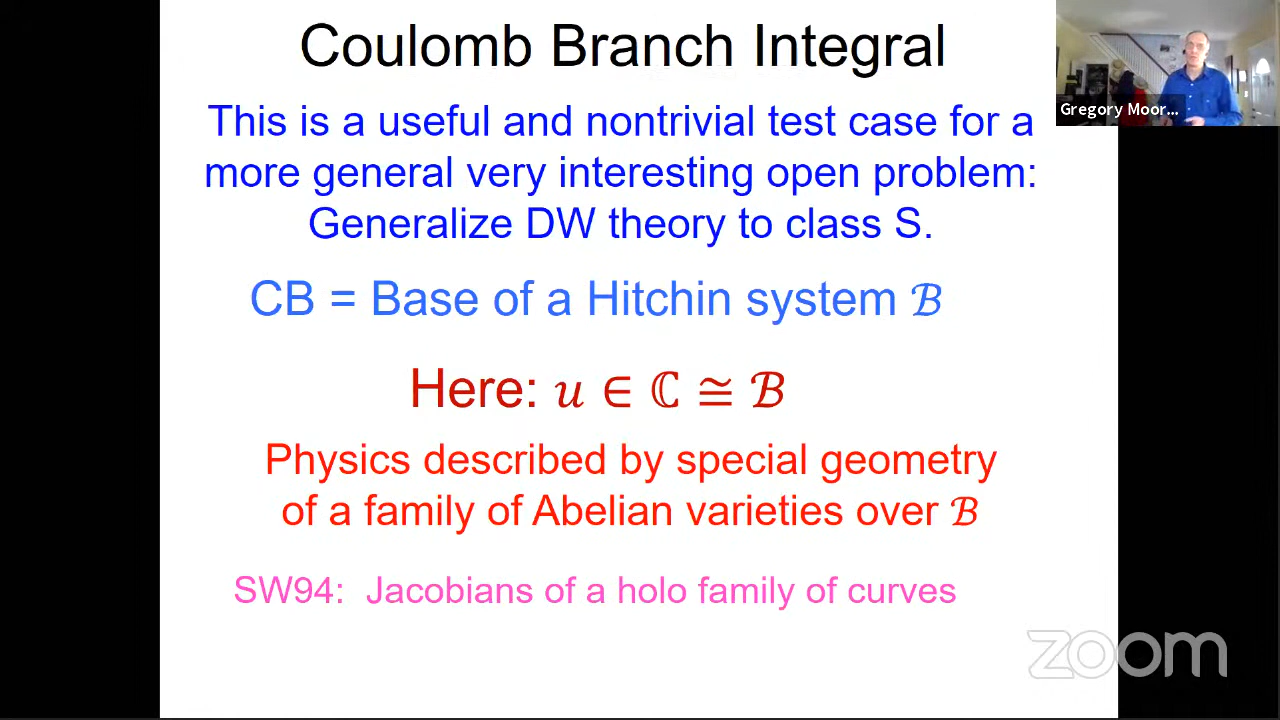 Coulomb Branch Integral
This is a useful and nontrivial test case for a
more general very interesting open problem:
Generalize DW theory to class S.
CB = Base of a Hitchin system ℬ
Here: 𝑢 ∈ ℂ ≅ ℬ
Physics described by special geometry
of a family of Abelian varieties over ℬ
SW94: Jacobians of a holo family of curves
Gregory Moor...
zoom